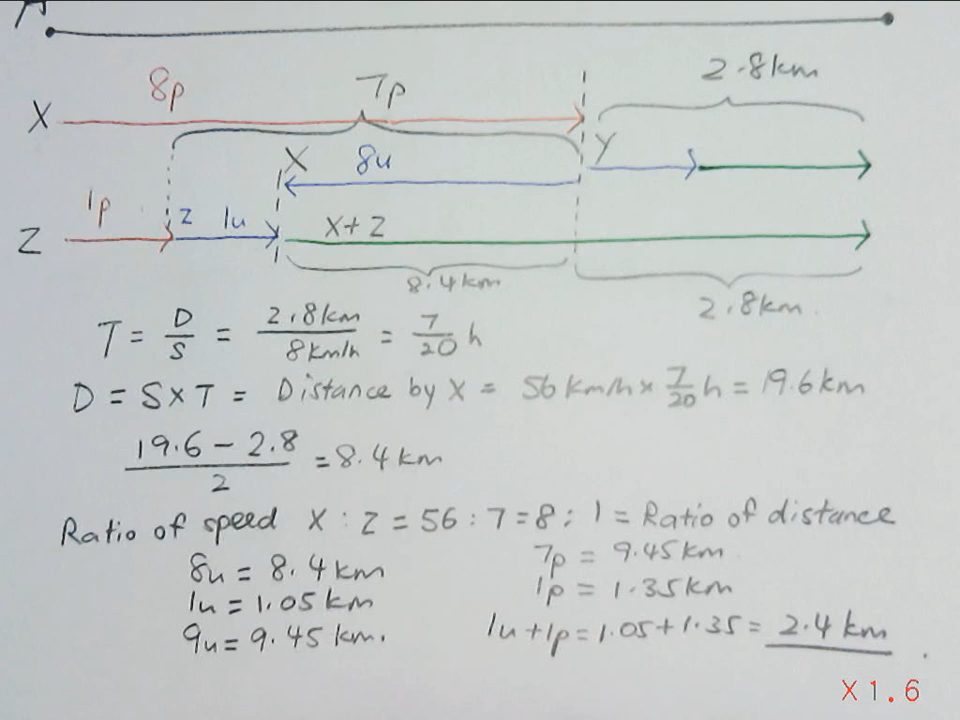 A
8p 7p 2.8km
X
X 8u Y
1p
Z 2 1u X+Z
8.4km 2.8km.
T = D/S = 2.8km/8km/h = 7/20 h
D = S×T = Distance by X = 56km/h × 7/20 h = 19.6km
19.6 - 2.8/2 = 8.4km
Ratio of speed X : Z = 56 : 7 = 8 : 1 = Ratio of distance
8u = 8.4km 7p = 9.45km
1u = 1.05km 1p = 1.35km
9u = 9.45km. 1u+1p = 1.05+1.35 = 2.4km.
X1.6